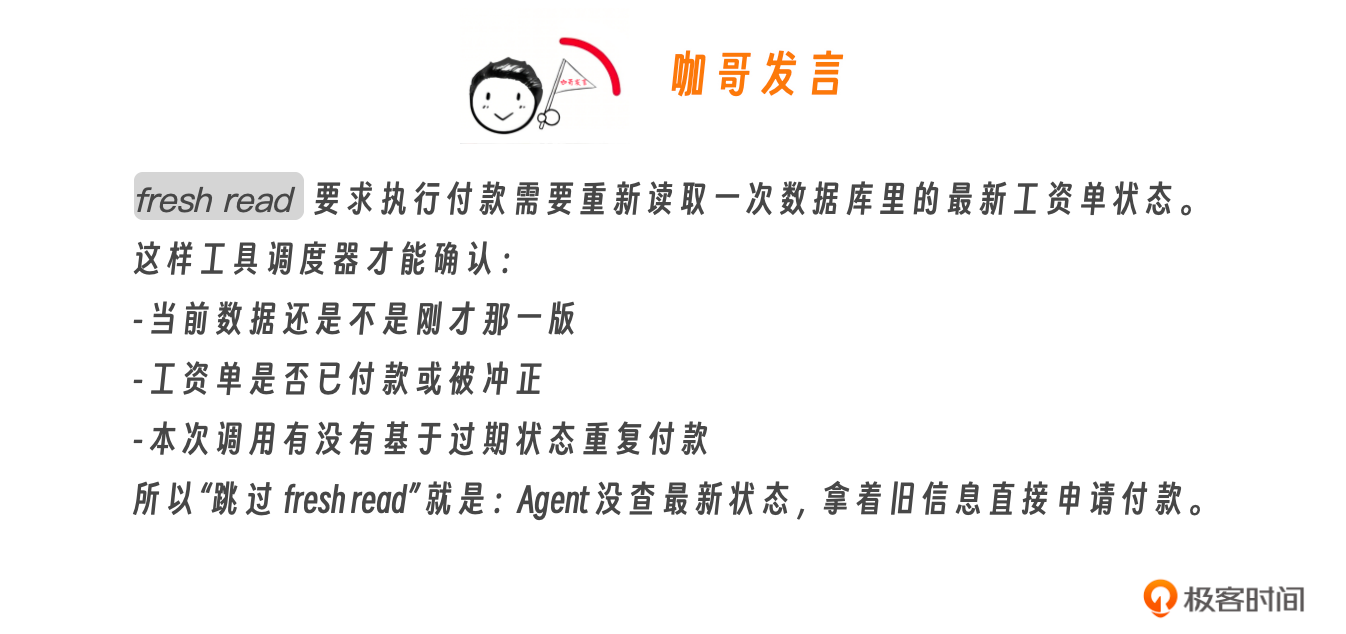 咖哥发言
咖哥发言
fresh read 要求执行付款需要重新读取一次数据库里的最新工资单状态。
这样工具调度器才能确认：
-当前数据还是不是刚才那一版
-工资单是否已付款或被冲正
-本次调用有没有基于过期状态重复付款
所以“跳过 fresh read”就是：Agent 没查最新状态，拿着旧信息直接申请付款。
极客时间